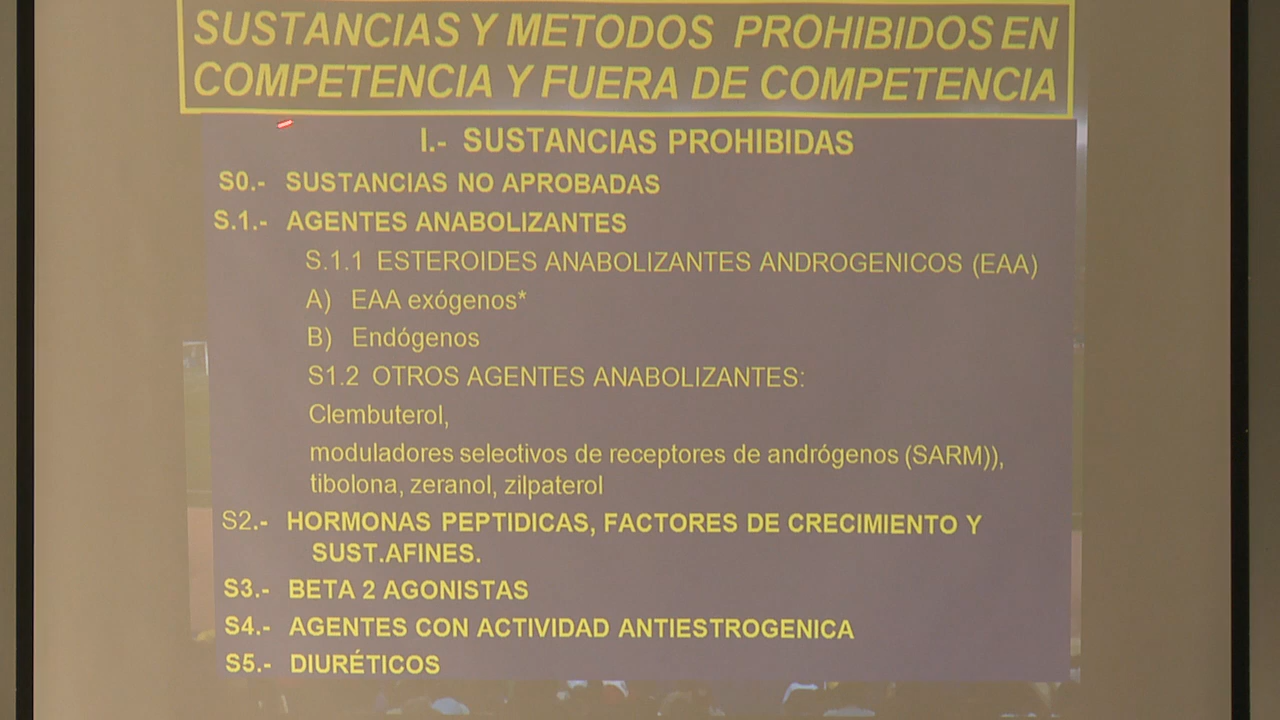 SUSTANCIAS Y METODOS PROHIBIDOS EN
COMPETENCIA Y FUERA DE COMPETENCIA
I.- SUSTANCIAS PROHIBIDAS
S0.- SUSTANCIAS NO APROBADAS
S.1.- AGENTES ANABOLIZANTES
S.1.1 ESTEROIDES ANABOLIZANTES ANDROGENICOS (EAA)
A) EAA exógenos*
B) Endógenos
S1.2 OTROS AGENTES ANABOLIZANTES:
Clembuterol,
moduladores selectivos de receptores de andrógenos (SARM)),
tibolona, zeranol, zilpaterol
S2.- HORMONAS PEPTIDICAS, FACTORES DE CRECIMIENTO Y
SUST.AFINES.
S3.- BETA 2 AGONISTAS
S4.- AGENTES CON ACTIVIDAD ANTIESTROGENICA
S5.- DIURÉTICOS